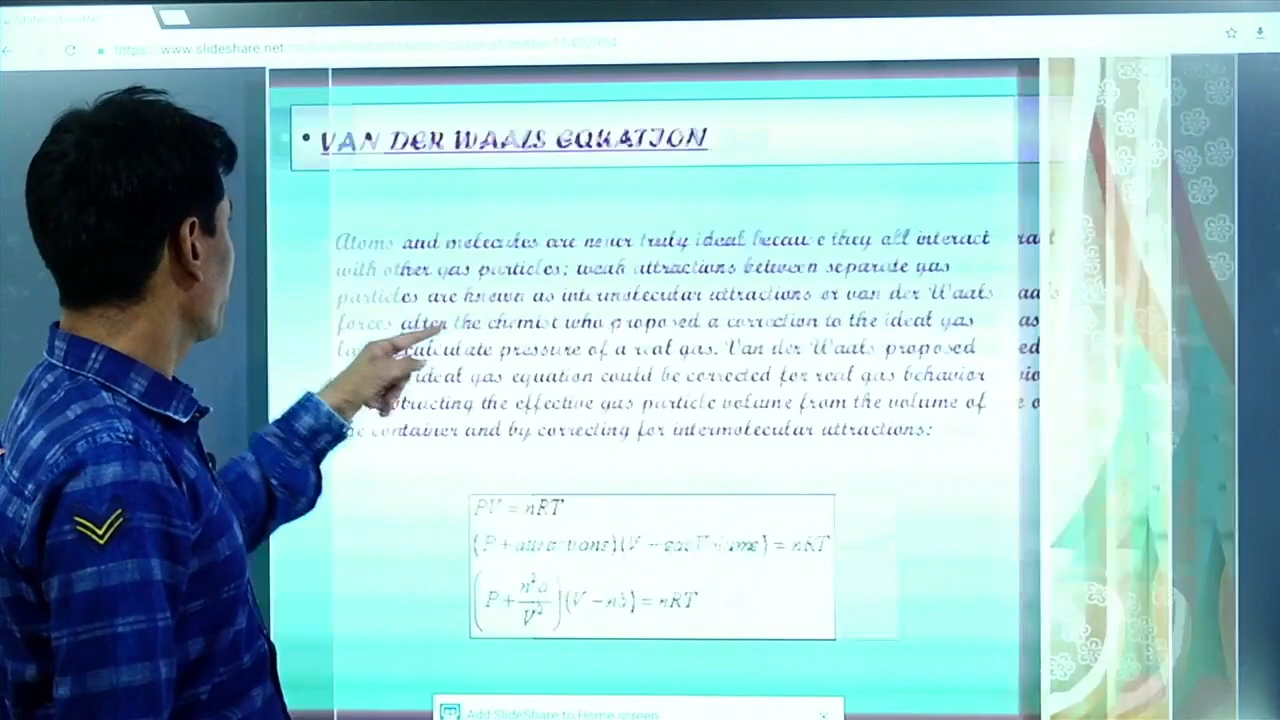 https: www.slideshare.net
• VAN DER WAALS EQUATION
Atoms and molecules are never truly ideal because they all interact
with other gas particles; weak attractions between separate gas
particles are known as intermolecular attractions or van der Waals
forces after the chemist who proposed a correction to the ideal gas
calculate pressure of a real gas. Van der Waals proposed
ideal gas equation could be corrected for real gas behavior
subtracting the effective gas particle volume from the volume of
container and by correcting for intermolecular attractions:
PV = nRT
(P + attractions)(V - gasVolume) = nRT
(P + n²a/V²)(V - nb) = nRT
Add SlideShare to Home screen